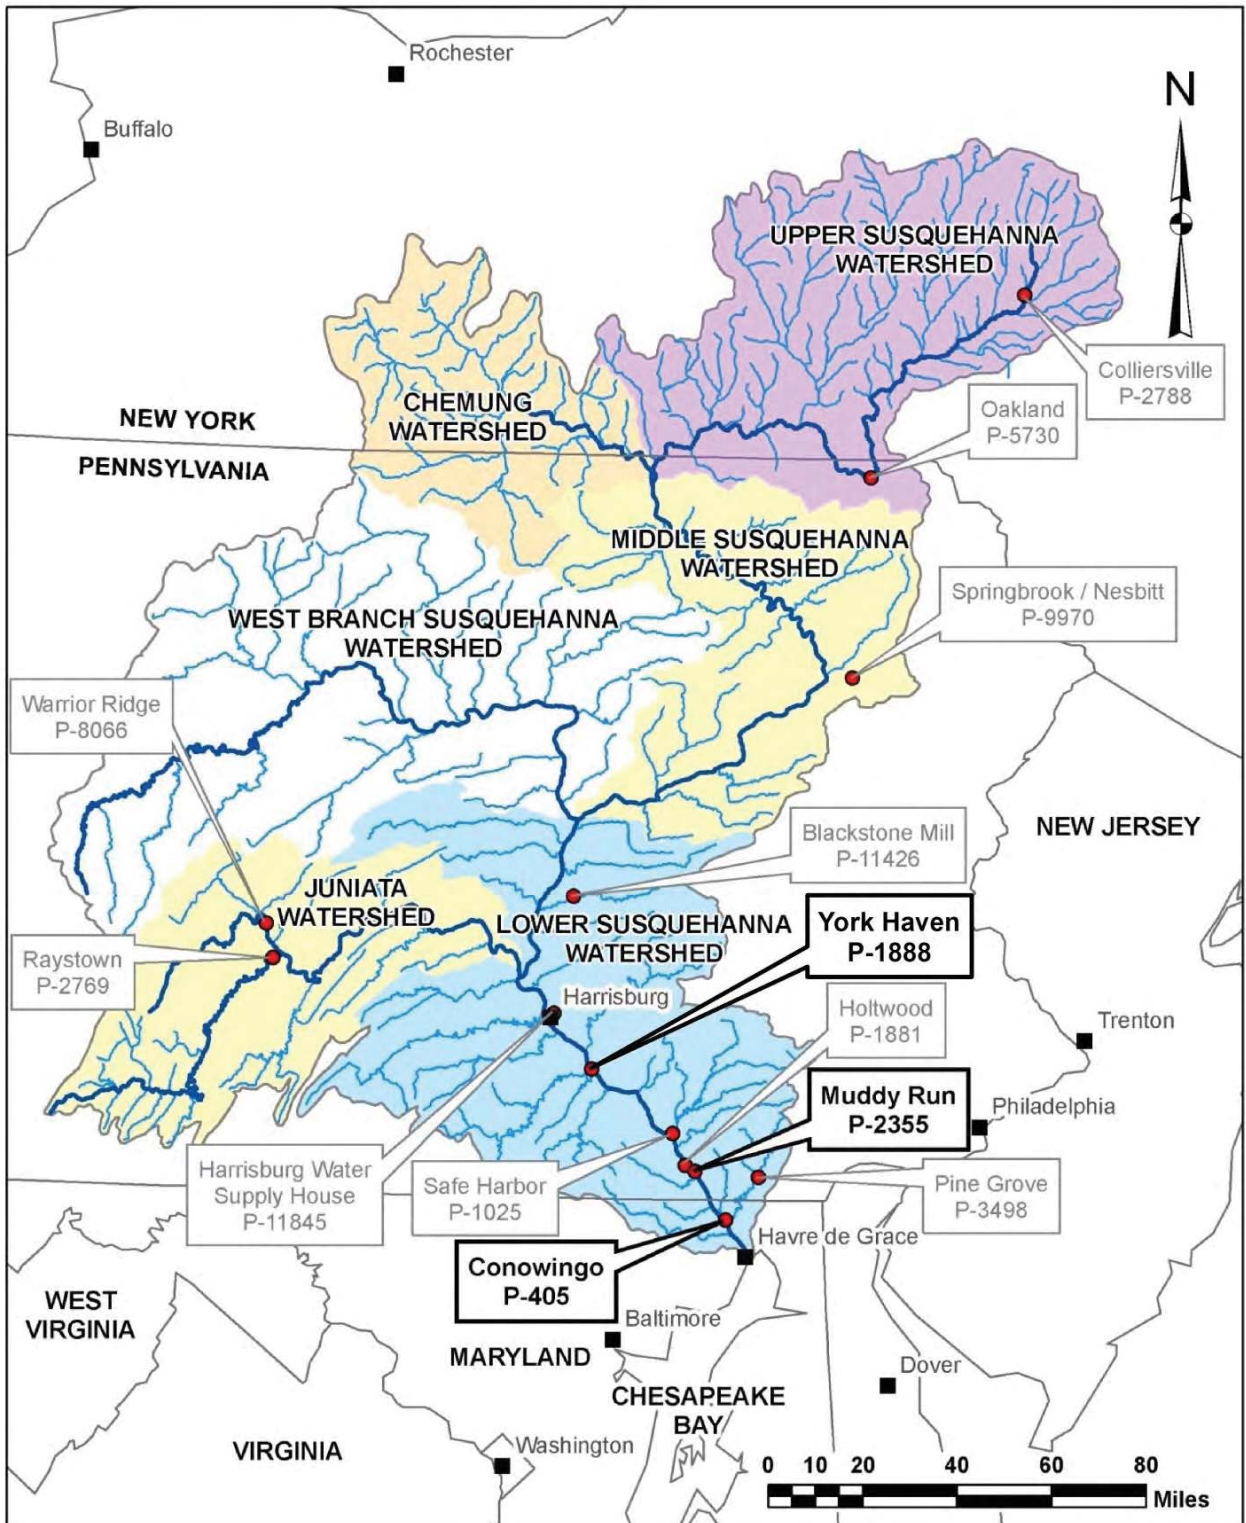 Rochester
Buffalo
N
UPPER SUSQUEHANNA
WATERSHED
Colliersville
P-2788
CHEMUNG
WATERSHED
Oakland
P-5730
NEW YORK
PENNSYLVANIA
MIDDLE SUSQUEHANNA
WATERSHED
Springbrook / Nesbitt
P-9970
WEST BRANCH SUSQUEHANNA
WATERSHED
Warrior Ridge
P-8066
Blackstone Mill
P-11426
NEW JERSEY
JUNIATA
WATERSHED
LOWER SUSQUEHANNA
WATERSHED
York Haven
P-1888
Raystown
P-2769
Harrisburg
Holtwood
P-1881
Trenton
Muddy Run
P-2355
Philadelphia
Harrisburg Water
Supply House
P-11845
Safe Harbor
P-1025
Pine Grove
P-3498
Havre de Grace
Conowingo
P-405
WEST
VIRGINIA
Baltimore
MARYLAND
Dover
CHESAPEAKE
BAY
VIRGINIA
Washington
0 10 20 40 60 80
Miles